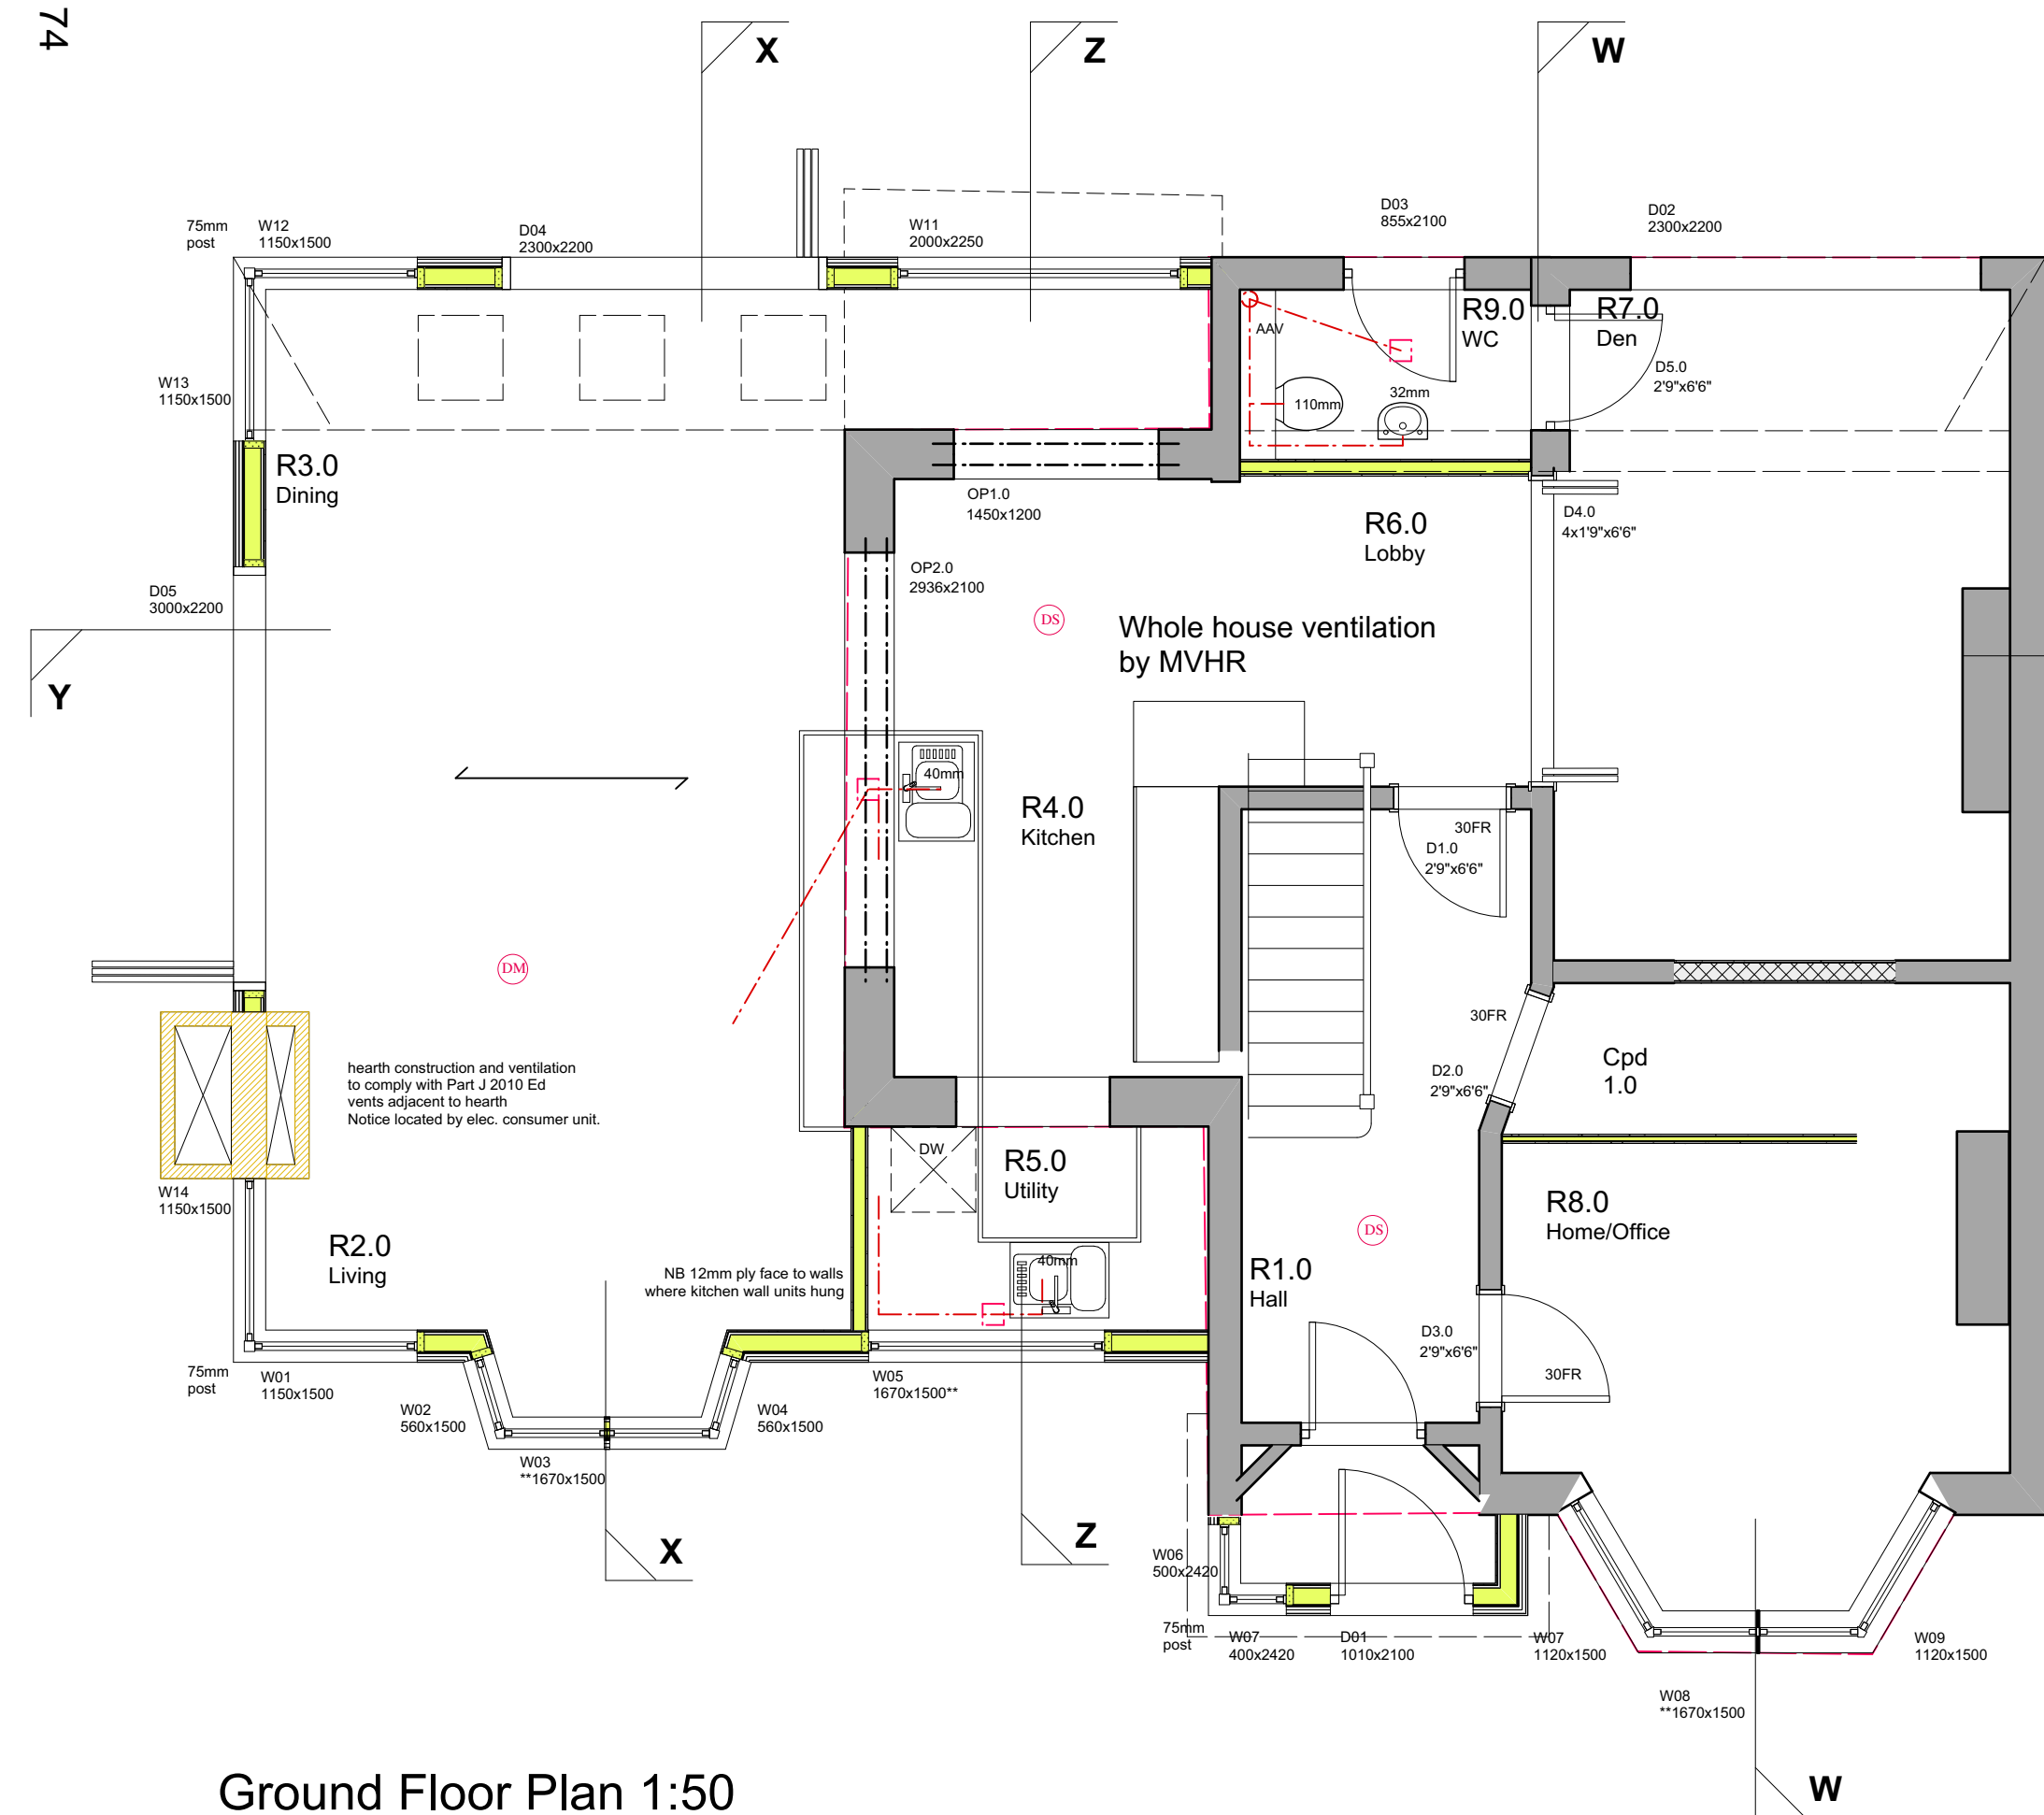 74
X
Z
W
75mm
post
W12
1150x1500
D04
2300x2200
W11
2000x2250
D03
855x2100
D02
2300x2200
R9.0
WC
R7.0
Den
AAV
110mm
32mm
D5.0
2'9"x6'6"
W13
1150x1500
R3.0
Dining
OP1.0
1450x1200
R6.0
Lobby
D4.0
4x1'9"x6'6"
OP2.0
2936x2100
D05
3000x2200
DS
Whole house ventilation
by MVHR
Y
40mm
R4.0
Kitchen
30FR
D1.0
2'9"x6'6"
DM
30FR
D2.0
2'9"x6'6"
Cpd
1.0
hearth construction and ventilation
to comply with Part J 2010 Ed
vents adjacent to hearth
Notice located by elec. consumer unit.
DW
R5.0
Utility
W14
1150x1500
R8.0
Home/Office
R2.0
Living
DS
40mm
NB 12mm ply face to walls
where kitchen wall units hung
R1.0
Hall
D3.0
2'9"x6'6"
30FR
75mm
post
W01
1150x1500
W02
560x1500
W03
**1670x1500
W04
560x1500
W05
1670x1500**
X
Z
W06
500x2420
75mm
post
W07
400x2420
D01
1010x2100
W07
1120x1500
W09
1120x1500
W08
**1670x1500
W
Ground Floor Plan 1:50